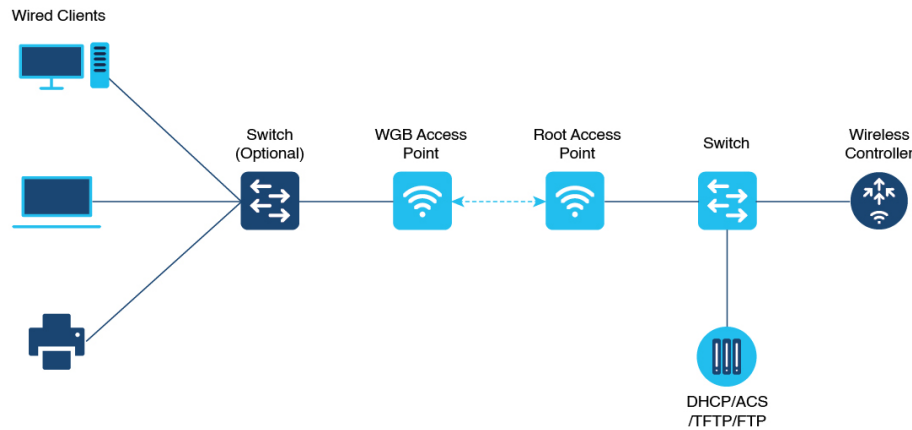 Wired Clients
Switch
(Optional)
WGB Access
Point
Root Access
Point
Switch
Wireless
Controller
DHCP/ACS
/TFTP/FTP